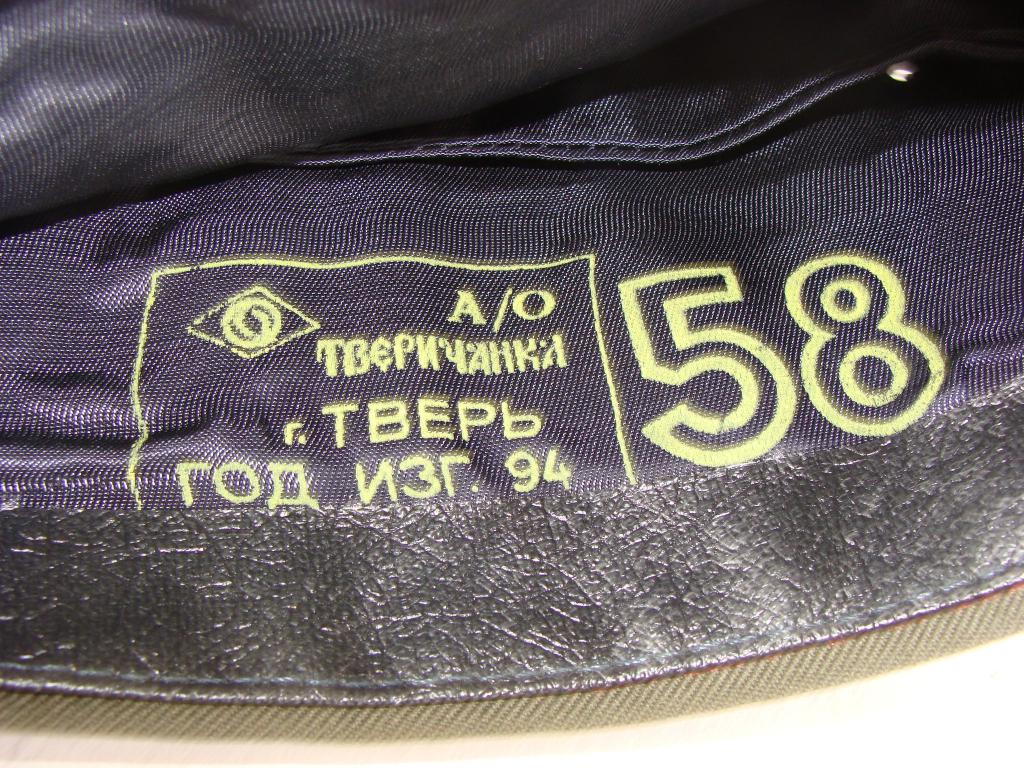 А/О
ТВЕРИЧАНКА
г. ТВЕРЬ
ГОД ИЗГ. 94
58